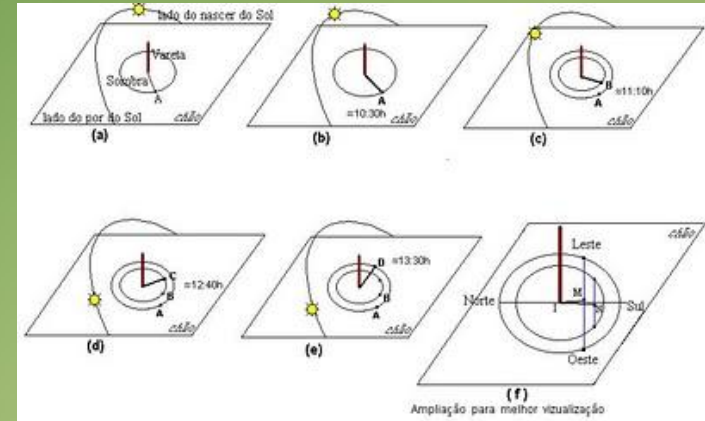 lado do nascer do Sol
Vareta
Sombra
A
lado do por do Sol
chão
(a)
A
≈10:30h
chão
(b)
B
≈11:10h
A
chão
(c)
C
≈12:40h
B
A
chão
(d)
D
≈13:30h
B
A
chão
(e)
chão
Leste
Norte
M
I
Sul
Oeste
(f)
Ampliação para melhor vizualização